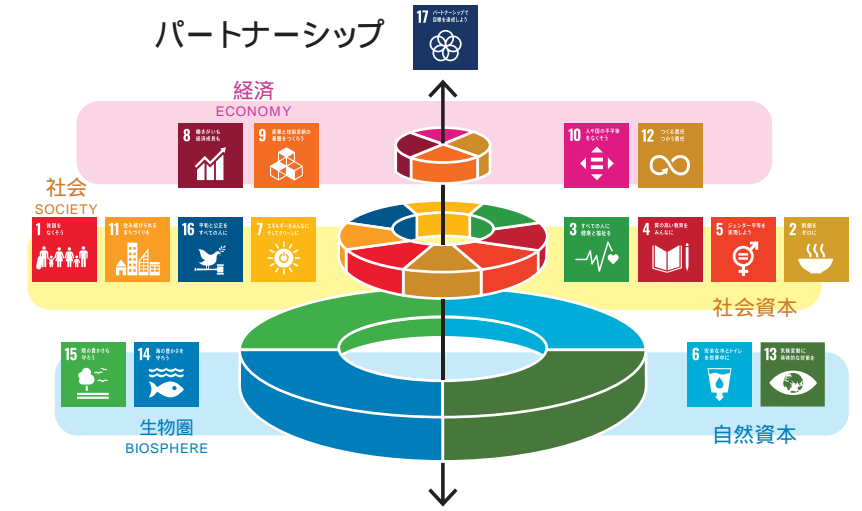 パートナーシップ
17 パートナーシップで
目標を達成しよう
経済
ECONOMY
8 働きがいも
経済成長も
9 産業と技術革新の
基盤をつくろう
10 人や国の不平等
をなくそう
12 つくる責任
つかう責任
社会
SOCIETY
1 貧困を
なくそう
11 住み続けられる
まちづくりを
16 平和と公正を
すべての人に
7 エネルギーをみんなに
そしてクリーンに
3 すべての人に
健康と福祉を
4 質の高い教育を
みんなに
5 ジェンダー平等を
実現しよう
2 飢餓を
ゼロに
社会資本
15 陸の豊かさも
守ろう
14 海の豊かさを
守ろう
6 安全な水とトイレ
を世界中に
13 気候変動に
具体的な対策を
生物圏
BIOSPHERE
自然資本